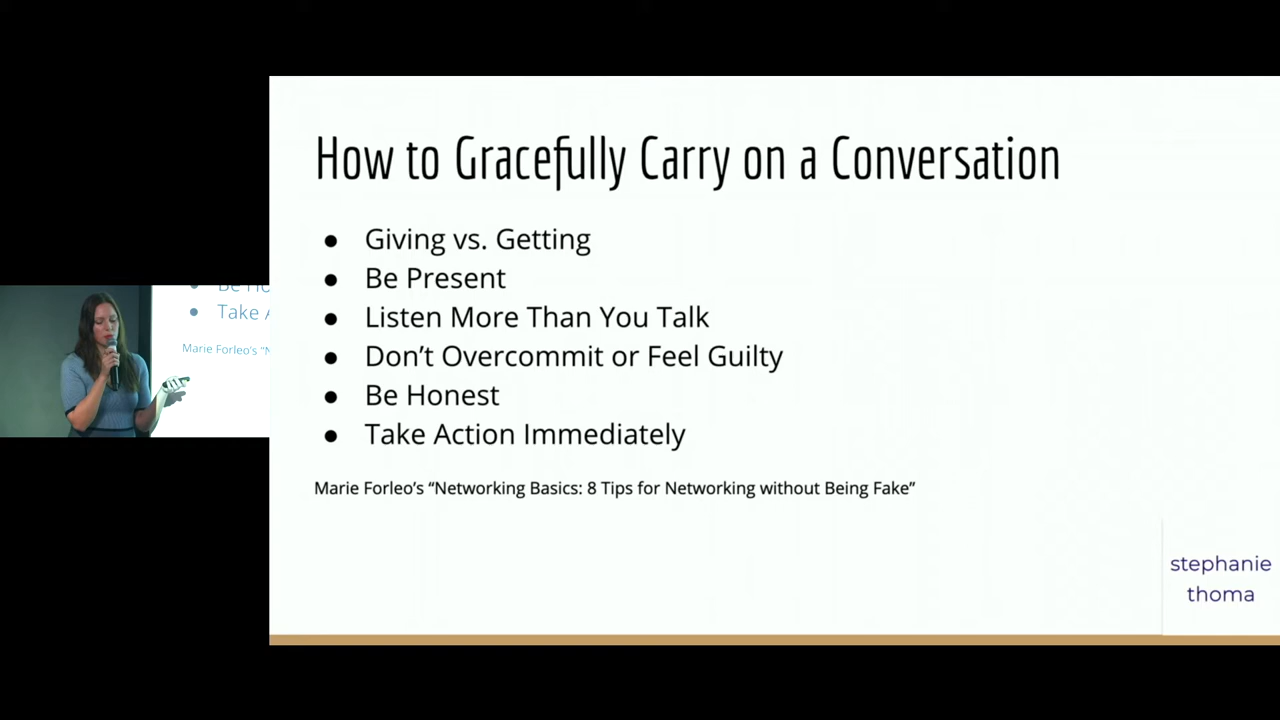 How to Gracefully Carry on a Conversation
● Giving vs. Getting
● Be Present
● Listen More Than You Talk
● Don’t Overcommit or Feel Guilty
● Be Honest
● Take Action Immediately
Marie Forleo’s “Networking Basics: 8 Tips for Networking without Being Fake”
stephanie
thoma
Be Ho
● Take A
Marie Forleo’s “N